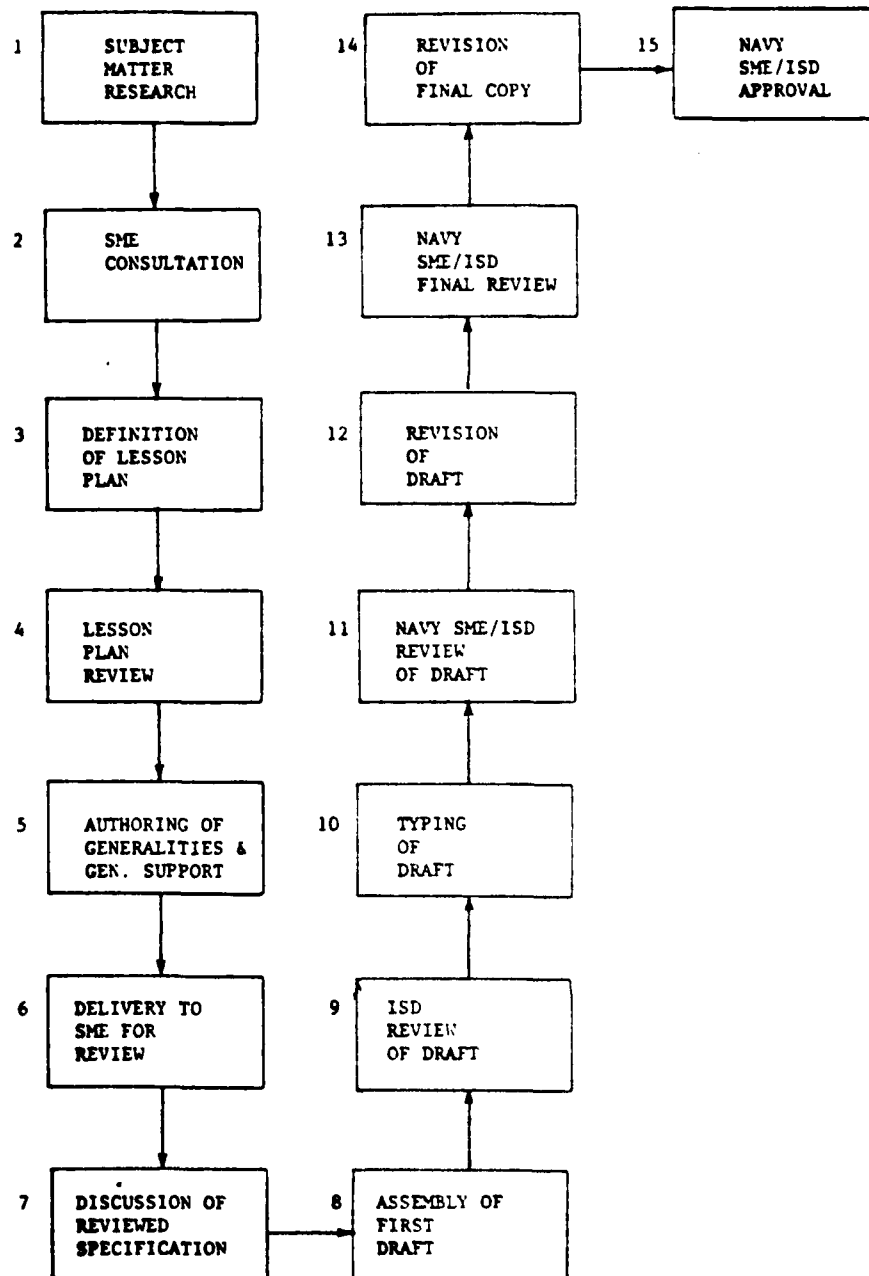 1 SUBJECT
MATTER
RESEARCH
2 SME
CONSULTATION
3 DEFINITION
OF LESSON
PLAN
4 LESSON
PLAN
REVIEW
5 AUTHORING OF
GENERALITIES &
GEN. SUPPORT
6 DELIVERY TO
SME FOR
REVIEW
7 DISCUSSION OF
REVIEWED
SPECIFICATION
8 ASSEMBLY OF
FIRST
DRAFT
9 ISD
REVIEW
OF DRAFT
10 TYPING
OF
DRAFT
11 NAVY SME/ISD
REVIEW
OF DRAFT
12 REVISION
OF
DRAFT
13 NAVY
SME/ISD
FINAL REVIEW
14 REVISION
OF
FINAL COPY
15 NAVY
SME/ISD
APPROVAL